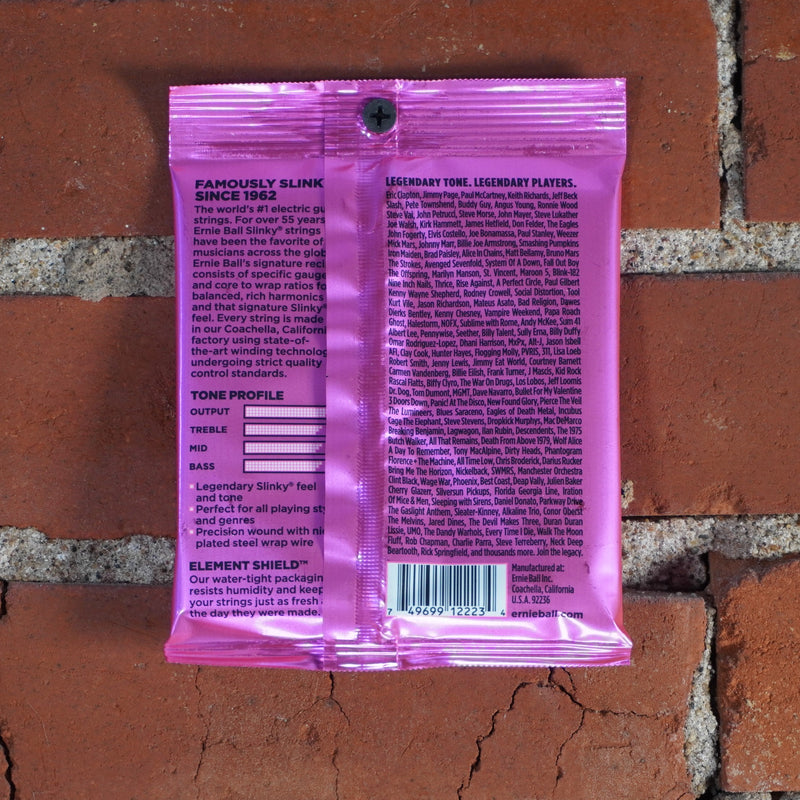 FAMOUSLY SLINK
SINCE 1962
The world's #1 electric gu
strings. For over 55 years
Ernie Ball Slinky® strings
have been the favorite of
musicians across the glob
Ernie Ball's signature reci
consists of specific gauge
and core to wrap ratios fo
balanced, rich harmonics
and that signature Slinky®
feel. Every string is made
in our Coachella, Californi
factory using state-of-
the-art winding technolog
undergoing strict quality
control standards.
TONE PROFILE
OUTPUT
TREBLE
MID
BASS
• Legendary Slinky® feel
and tone
• Perfect for all playing sty
and genres
• Precision wound with nic
plated steel wrap wire
ELEMENT SHIELD™
Our water-tight packagin
resists humidity and keep
your strings just as fresh a
the day they were made.
LEGENDARY TONE. LEGENDARY PLAYERS.
Eric Clapton, Jimmy Page, Paul McCartney, Keith Richards, Jeff Beck
Slash, Pete Townshend, Buddy Guy, Angus Young, Ronnie Wood
Steve Vai, John Petrucci, Steve Morse, John Mayer, Steve Lukather
Joe Walsh, Kirk Hammett, James Hetfield, Don Felder, The Eagles
John Fogerty, Elvis Costello, Joe Bonamassa, Paul Stanley, Weezer
Mick Mars, Johnny Marr, Billie Joe Armstrong, Smashing Pumpkins
Iron Maiden, Brad Paisley, Alice In Chains, Matt Bellamy, Bruno Mars
The Strokes, Avenged Sevenfold, System Of A Down, Fall Out Boy
The Offspring, Marilyn Manson, St. Vincent, Maroon 5, Blink-182
Nine Inch Nails, Thrice, Rise Against, A Perfect Circle, Paul Gilbert
Kenny Wayne Shepherd, Rodney Crowell, Social Distortion, Tool
Kurt Vile, Jason Richardson, Mateus Asato, Bad Religion, Dawes
Dierks Bentley, Kenny Chesney, Vampire Weekend, Papa Roach
Ghost, Halestorm, NOFX, Sublime with Rome, Andy McKee, Sum 41
Albert Lee, Pennywise, Seether, Billy Talent, Sully Erna, Billy Duffy
Omar Rodriguez-Lopez, Dhani Harrison, MxPx, Alt-J, Jason Isbell
AFI, Clay Cook, Hunter Hayes, Flogging Molly, PVRIS, 311, Lisa Loeb
Robert Smith, Jenny Lewis, Jimmy Eat World, Courtney Barnett
Carmen Vandenberg, Billie Eilish, Frank Turner, J Mascis, Kid Rock
Rascal Flatts, Biffy Clyro, The War On Drugs, Los Lobos, Jeff Loomis
Dr. Dog, Tom Dumont, MGMT, Dave Navarro, Bullet For My Valentine
3 Doors Down, Panic! At The Disco, New Found Glory, Pierce The Veil
The Lumineers, Blues Saraceno, Eagles of Death Metal, Incubus
Cage The Elephant, Steve Stevens, Dropkick Murphys, Mac DeMarco
Breaking Benjamin, Lagwagon, Ilan Rubin, Descendents, The 1975
Butch Walker, All That Remains, Death From Above 1979, Wolf Alice
A Day To Remember, Tony MacAlpine, Dirty Heads, Phantogram
Florence + The Machine, All Time Low, Chris Broderick, Darius Rucker
Bring Me The Horizon, Nickelback, SWMRS, Manchester Orchestra
Clint Black, Wage War, Phoenix, Best Coast, Deap Vally, Julien Baker
Cherry Glazerr, Silversun Pickups, Florida Georgia Line, Iration
Of Mice & Men, Sleeping with Sirens, Daniel Donato, Parkway Drive
The Gaslight Anthem, Sleater-Kinney, Alkaline Trio, Conor Oberst
The Melvins, Jared Dines, The Devil Makes Three, Duran Duran
Lissie, UMO, The Dandy Warhols, Every Time I Die, Walk The Moon
Fluff, Rob Chapman, Charlie Parra, Steve Terreberry, Neck Deep
Beartooth, Rick Springfield, and thousands more. Join the legacy.
7 49699 12223 4
Manufactured at:
Ernie Ball Inc.
Coachella, California
U.S.A. 92236
ernieball.com